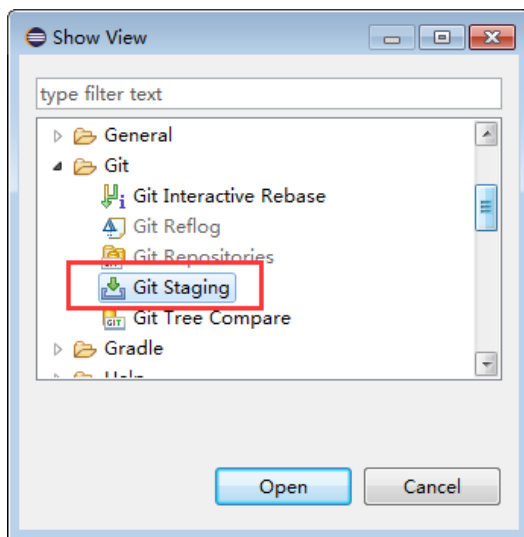 Show View
type filter text
General
Git
Git Interactive Rebase
Git Reflog
Git Repositories
Git Staging
GIT Git Tree Compare
Gradle
Open Cancel